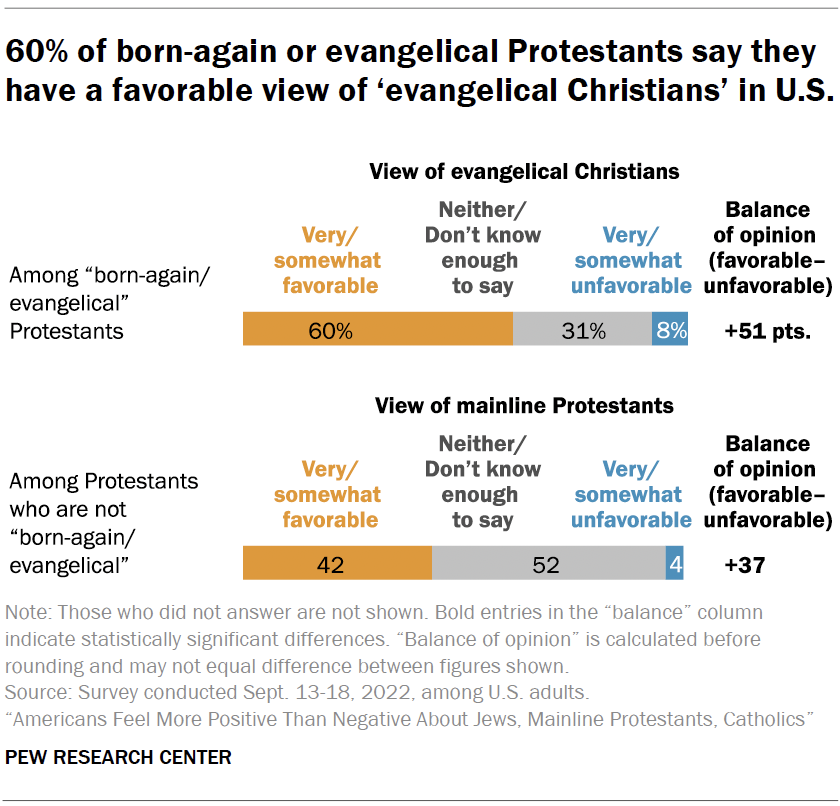 60% of born-again or evangelical Protestants say they
have a favorable view of ‘evangelical Christians’ in U.S.
View of evangelical Christians
Very/
somewhat
favorable
Neither/
Don’t know
enough
to say
Very/
somewhat
unfavorable
Balance
of opinion
(favorable–
unfavorable)
Among “born-again/
evangelical”
Protestants
60%
31%
8%
+51 pts.
View of mainline Protestants
Very/
somewhat
favorable
Neither/
Don’t know
enough
to say
Very/
somewhat
unfavorable
Balance
of opinion
(favorable–
unfavorable)
Among Protestants
who are not
“born-again/
evangelical”
42
52
4
+37
Note: Those who did not answer are not shown. Bold entries in the “balance” column
indicate statistically significant differences. “Balance of opinion” is calculated before
rounding and may not equal difference between figures shown.
Source: Survey conducted Sept. 13-18, 2022, among U.S. adults.
“Americans Feel More Positive Than Negative About Jews, Mainline Protestants, Catholics”
PEW RESEARCH CENTER